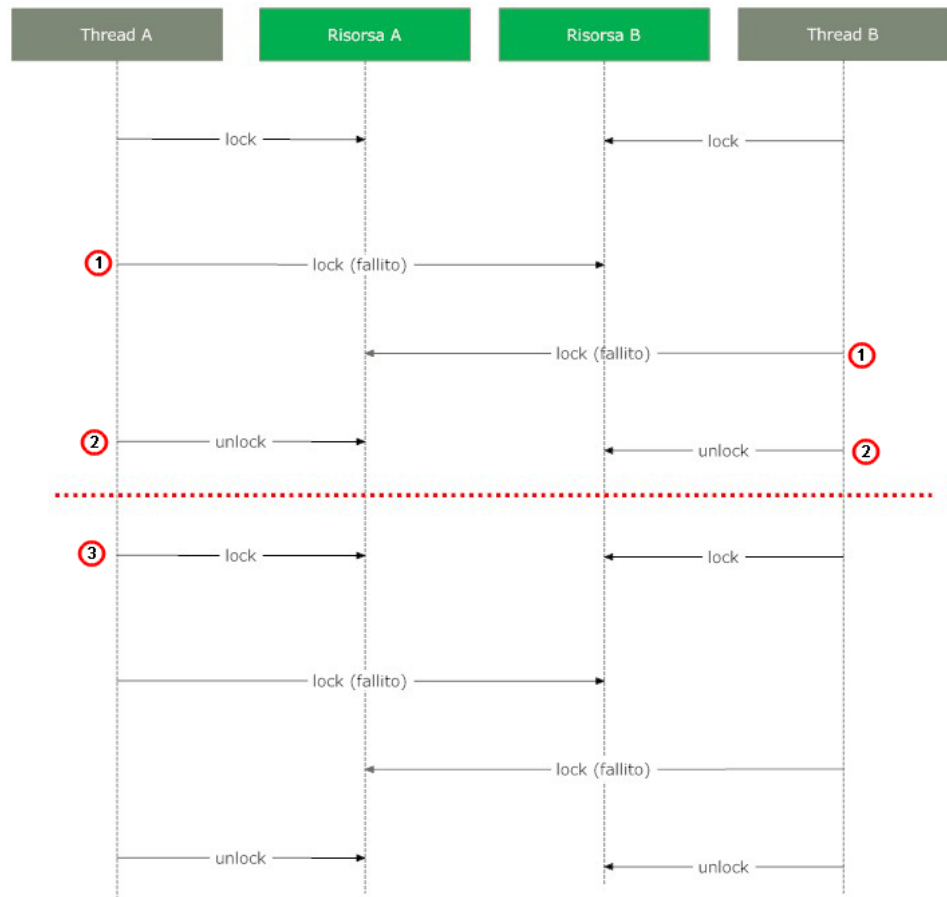 Thread A
Risorsa A
Risorsa B
Thread B
lock
lock
1
lock (fallito)
lock (fallito)
1
2
unlock
unlock
2
3
lock
lock
lock (fallito)
lock (fallito)
unlock
unlock